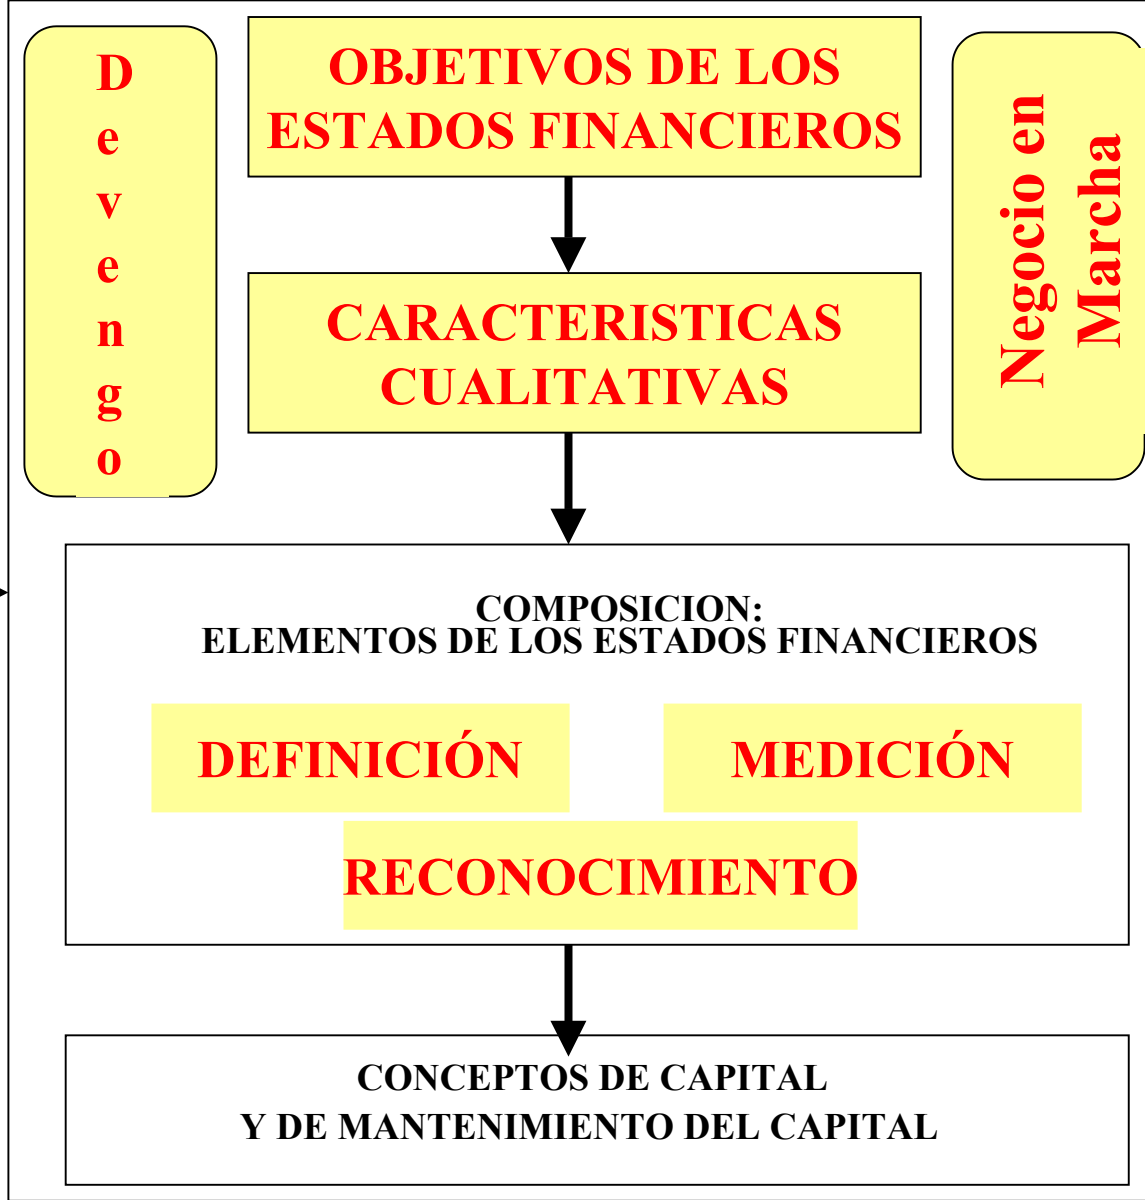 D
e
v
e
n
g
o
OBJETIVOS DE LOS
ESTADOS FINANCIEROS
Negocio en
Marcha
CARACTERISTICAS
CUALITATIVAS
COMPOSICION:
ELEMENTOS DE LOS ESTADOS FINANCIEROS
DEFINICIÓN
MEDICIÓN
RECONOCIMIENTO
CONCEPTOS DE CAPITAL
Y DE MANTENIMIENTO DEL CAPITAL